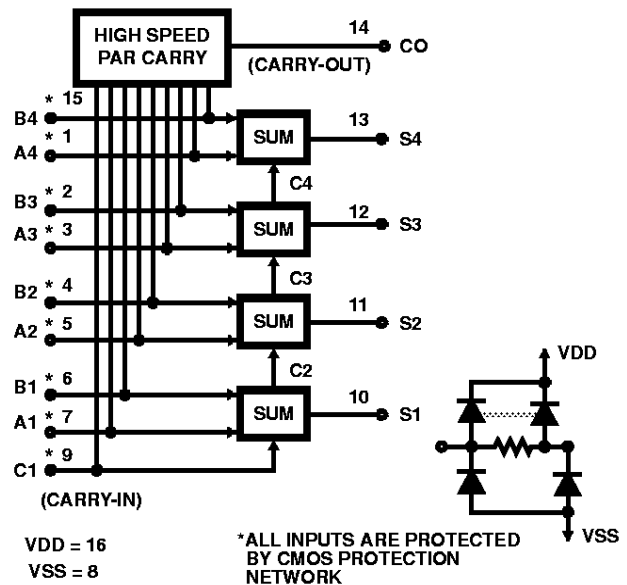 HIGH SPEED
PAR CARRY
14
CO
(CARRY-OUT)
* 15
B4
SUM
13
S4
* 1
A4
C4
* 2
B3
SUM
12
S3
* 3
A3
C3
* 4
B2
SUM
11
S2
* 5
A2
C2
* 6
B1
SUM
10
S1
* 7
A1
* 9
C1
(CARRY-IN)
VDD
VSS
VDD = 16
VSS = 8
*ALL INPUTS ARE PROTECTED
BY CMOS PROTECTION
NETWORK